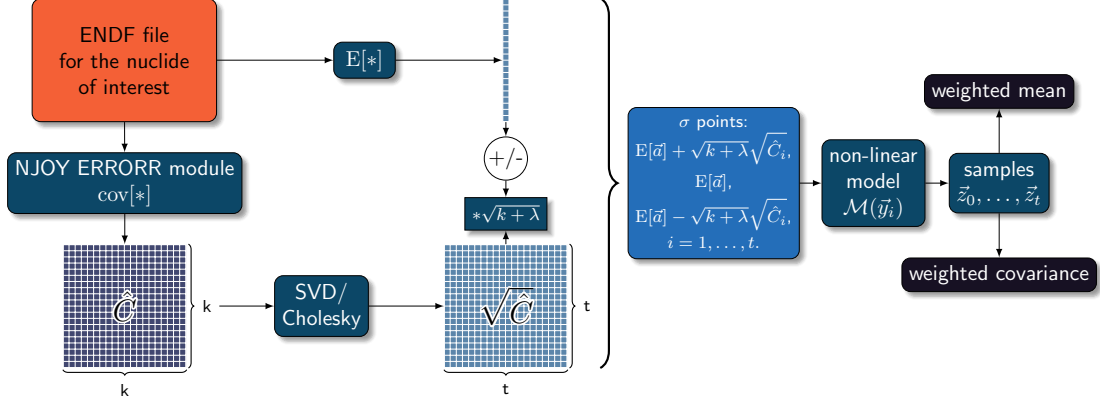 ENDF file
for the nuclide
of interest
E[∗]
NJOY ERRORR module
cov[∗]
+/-
∗√(k + λ)
Ĉ
k
k
SVD/
Cholesky
√Ĉ
t
t
σ points:
E[a⃗] + √(k + λ)√Ĉᵢ,
E[a⃗],
E[a⃗] − √(k + λ)√Ĉᵢ,
i = 1, . . . , t.
non-linear
model
ℳ(y⃗ᵢ)
samples
z⃗₀, . . . , z⃗ₜ
weighted mean
weighted covariance